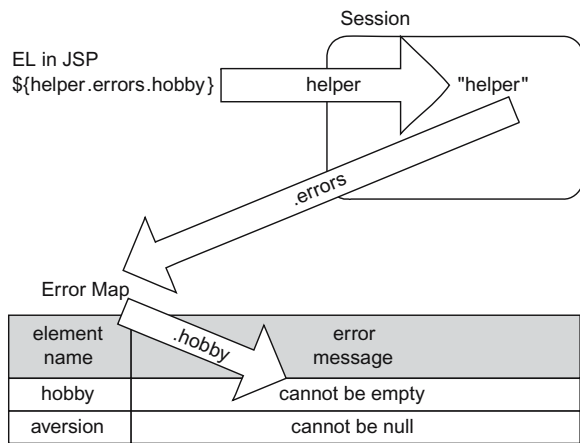 Session
EL in JSP
${helper.errors.hobby}
helper
"helper"
.errors
Error Map
.hobby
element
name
error
message
hobby
cannot be empty
aversion
cannot be null